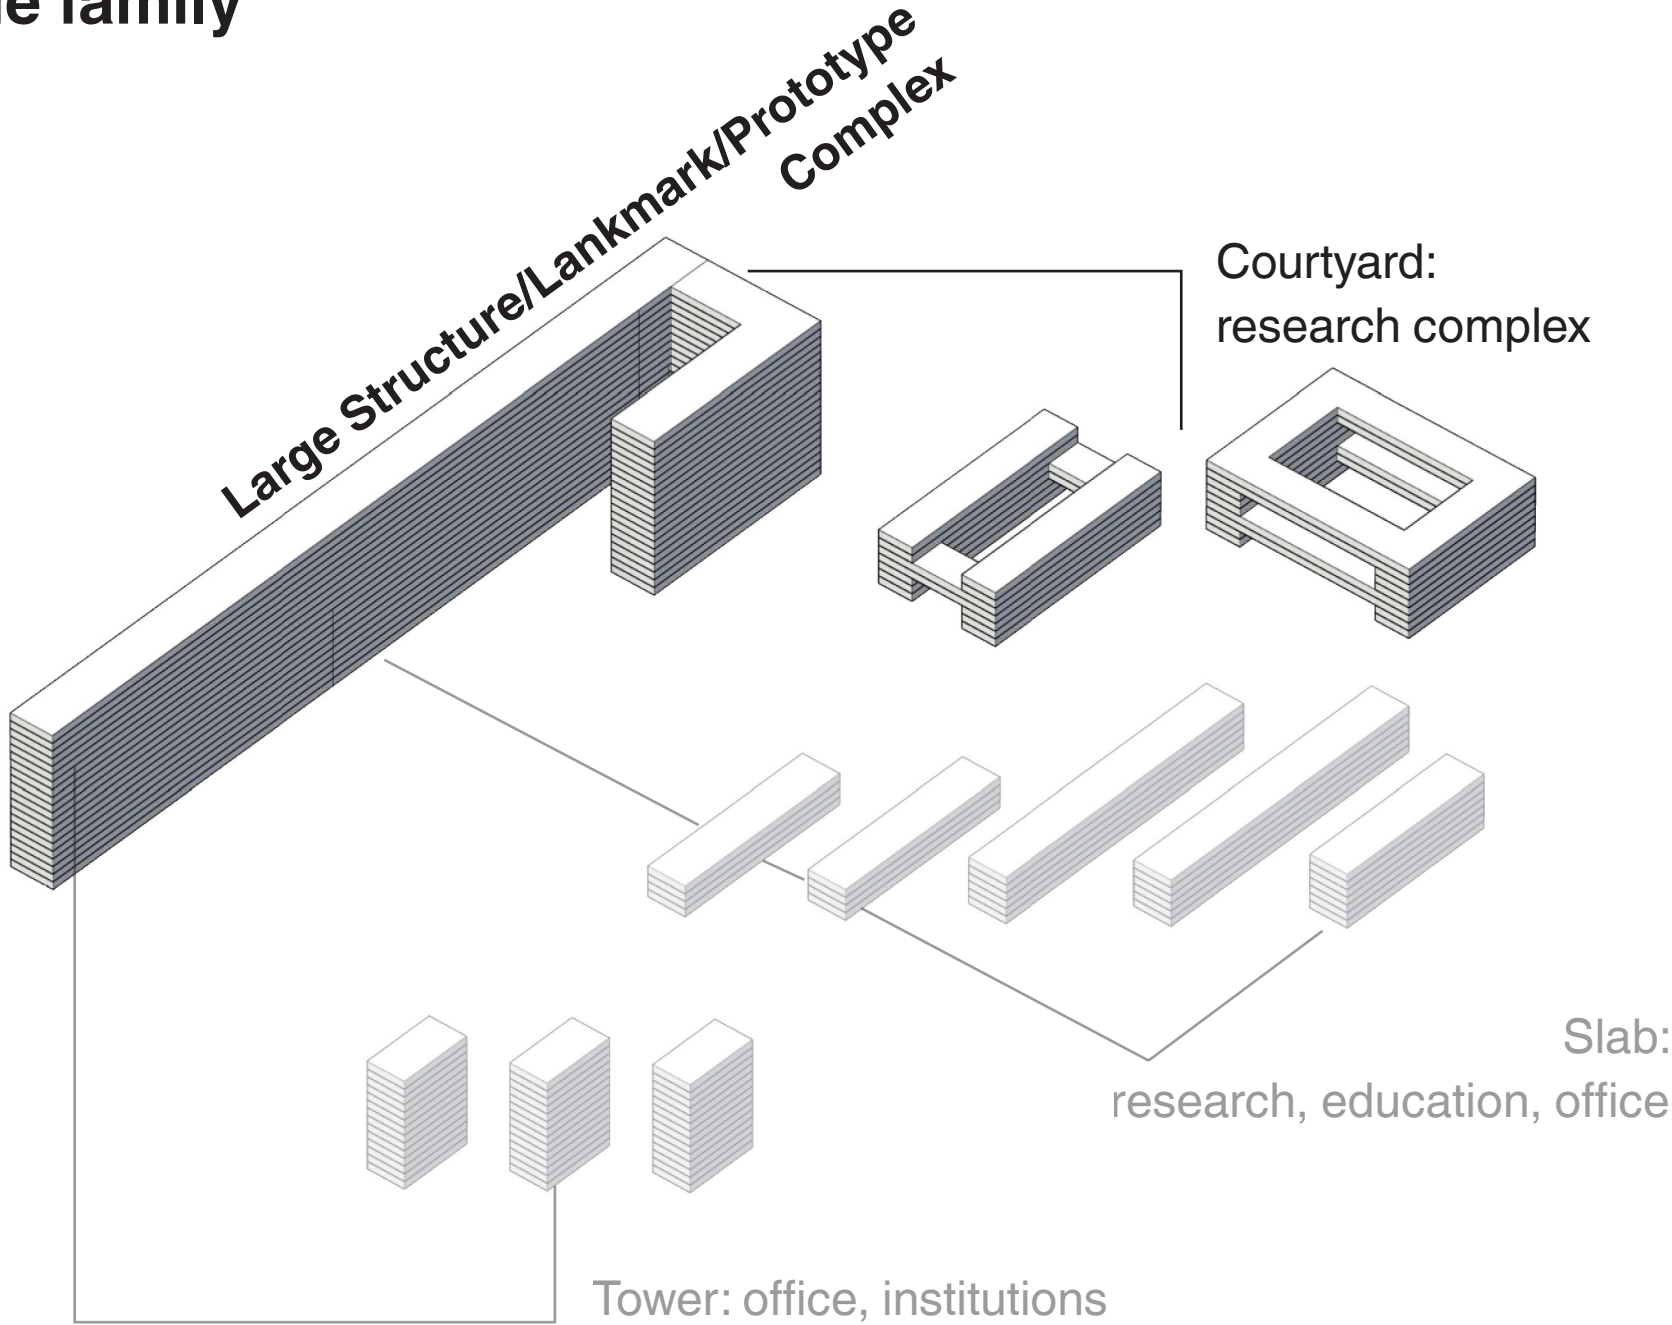 family
Large Structure/Lankmark/Prototype
Complex
Courtyard:
research complex
Slab:
research, education, office
Tower: office, institutions